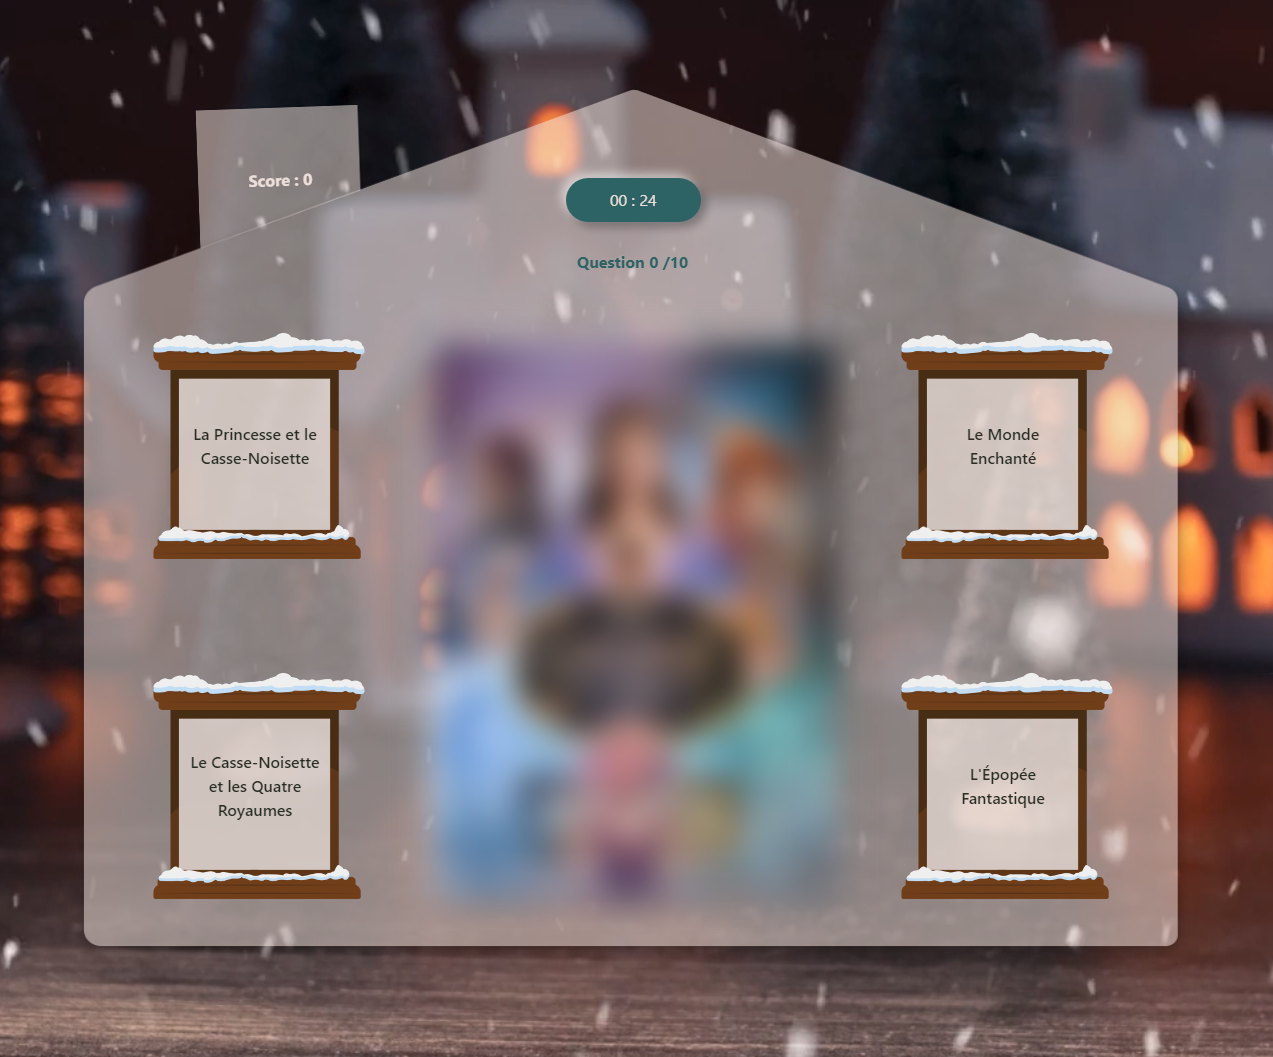 Score : 0
00 : 24
Question 0 /10
La Princesse et le
Casse-Noisette
Le Monde
Enchanté
Le Casse-Noisette
et les Quatre
Royaumes
L'Épopée
Fantastique